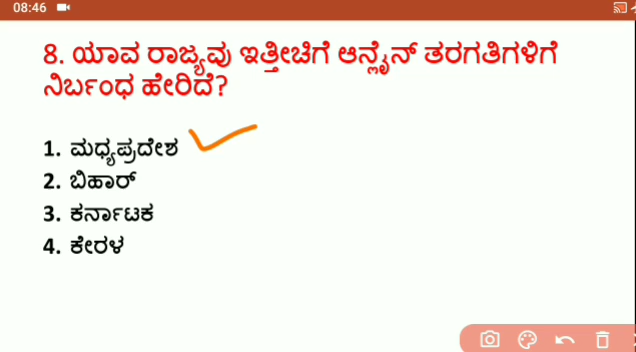 08:46
8. ಯಾವ ರಾಜ್ಯವು ಇತ್ತೀಚಿಗೆ ಆನ್ಲೈನ್ ತರಗತಿಗಳಿಗೆ
ನಿರ್ಬಂಧ ಹೇರಿದೆ?
1. ಮಧ್ಯಪ್ರದೇಶ
2. ಬಿಹಾರ್
3. ಕರ್ನಾಟಕ
4. ಕೇರಳ